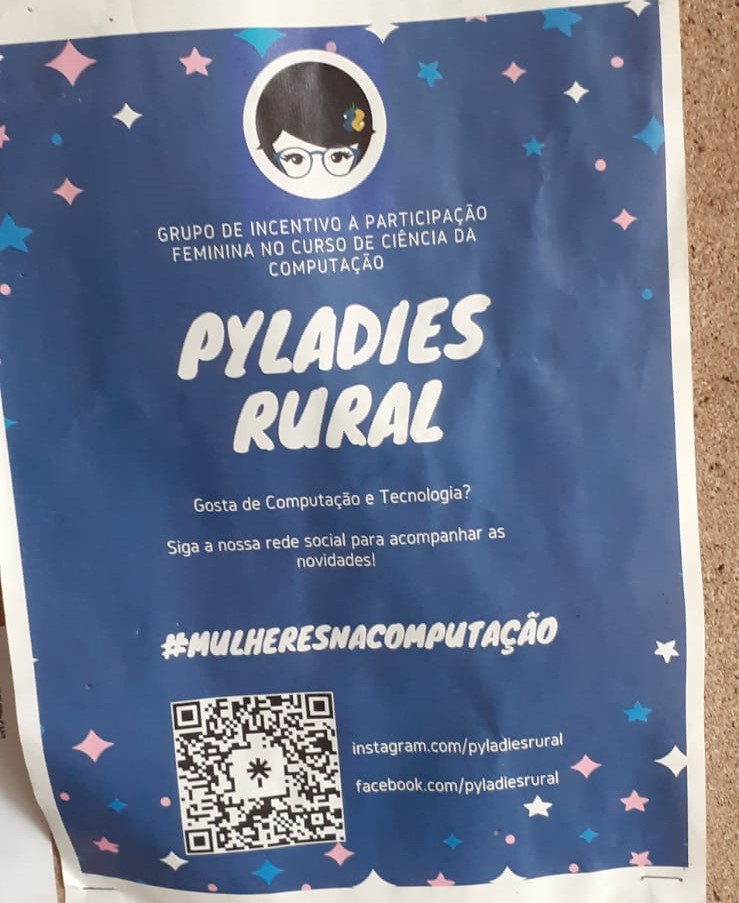 GRUPO DE INCENTIVO A PARTICIPAÇÃO
FEMININA NO CURSO DE CIÊNCIA DA
COMPUTAÇÃO
PYLADIES
RURAL
Gosta de Computação e Tecnologia?
Siga a nossa rede social para acompanhar as
novidades!
#MULHERESNACOMPUTAÇÃO
instagram.com/pyladiesrural
facebook.com/pyladiesrural